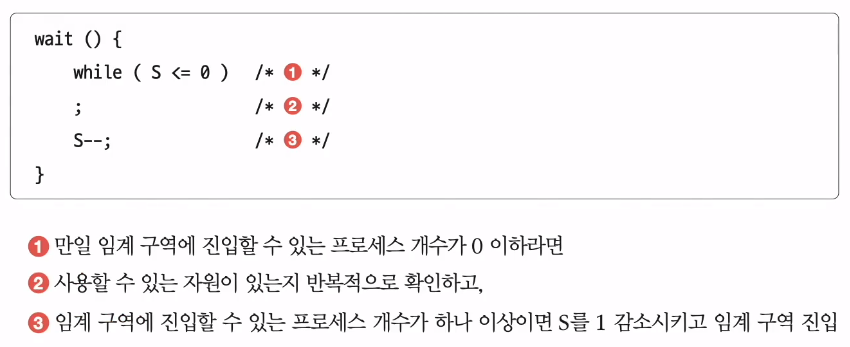 wait () {
while ( S <= 0 ) /* ❶ */
; /* ❷ */
S--; /* ❸ */
}
❶ 만일 임계 구역에 진입할 수 있는 프로세스 개수가 0 이하라면
❷ 사용할 수 있는 자원이 있는지 반복적으로 확인하고,
❸ 임계 구역에 진입할 수 있는 프로세스 개수가 하나 이상이면 S를 1 감소시키고 임계 구역 진입